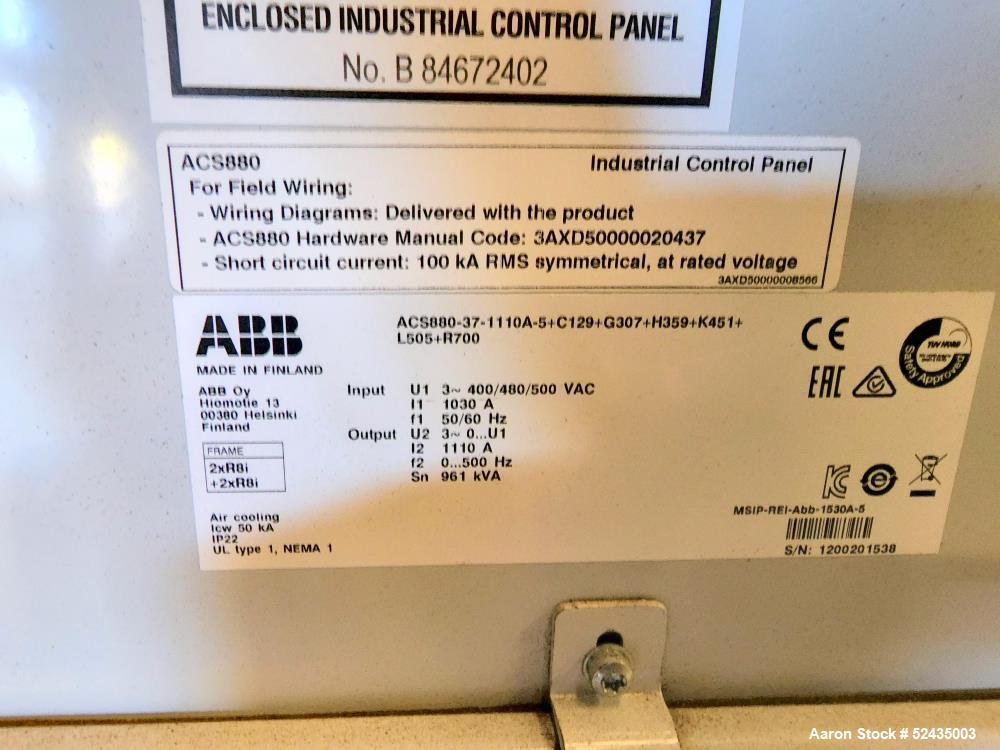 ENCLOSED INDUSTRIAL CONTROL PANEL
No. B 84672402
ACS880 Industrial Control Panel
For Field Wiring:
- Wiring Diagrams: Delivered with the product
- ACS880 Hardware Manual Code: 3AXD50000020437
- Short circuit current: 100 kA RMS symmetrical, at rated voltage
3AXD50000008566
ABB
MADE IN FINLAND
ABB Oy
Hiomotie 13
00380 Helsinki
Finland
FRAME
2xR8i
+2xR8i
Air cooling
Icw 50 kA
IP22
UL type 1, NEMA 1
ACS880-37-1110A-5+C129+G307+H359+K451+
L505+R700
Input U1 3~ 400/480/500 VAC
I1 1030 A
f1 50/60 Hz
Output U2 3~ 0...U1
I2 1110 A
f2 0...500 Hz
Sn 961 kVA
CE
EAC
TUV NORD
Safety Approved
MSIP-REI-Abb-1530A-5
S/N: 1200201538
Aaron Stock # 52435003